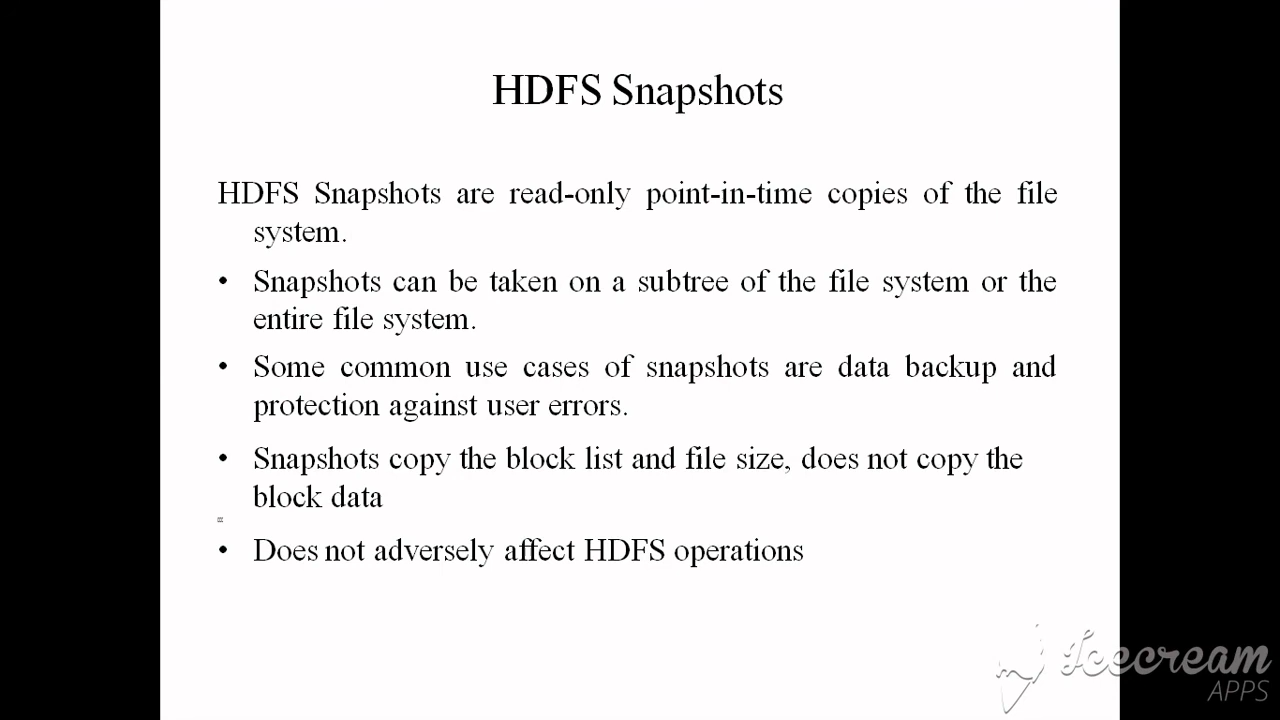 HDFS Snapshots
HDFS Snapshots are read-only point-in-time copies of the file
system.
• Snapshots can be taken on a subtree of the file system or the
entire file system.
• Some common use cases of snapshots are data backup and
protection against user errors.
• Snapshots copy the block list and file size, does not copy the
block data
• Does not adversely affect HDFS operations
Icecream
APPS